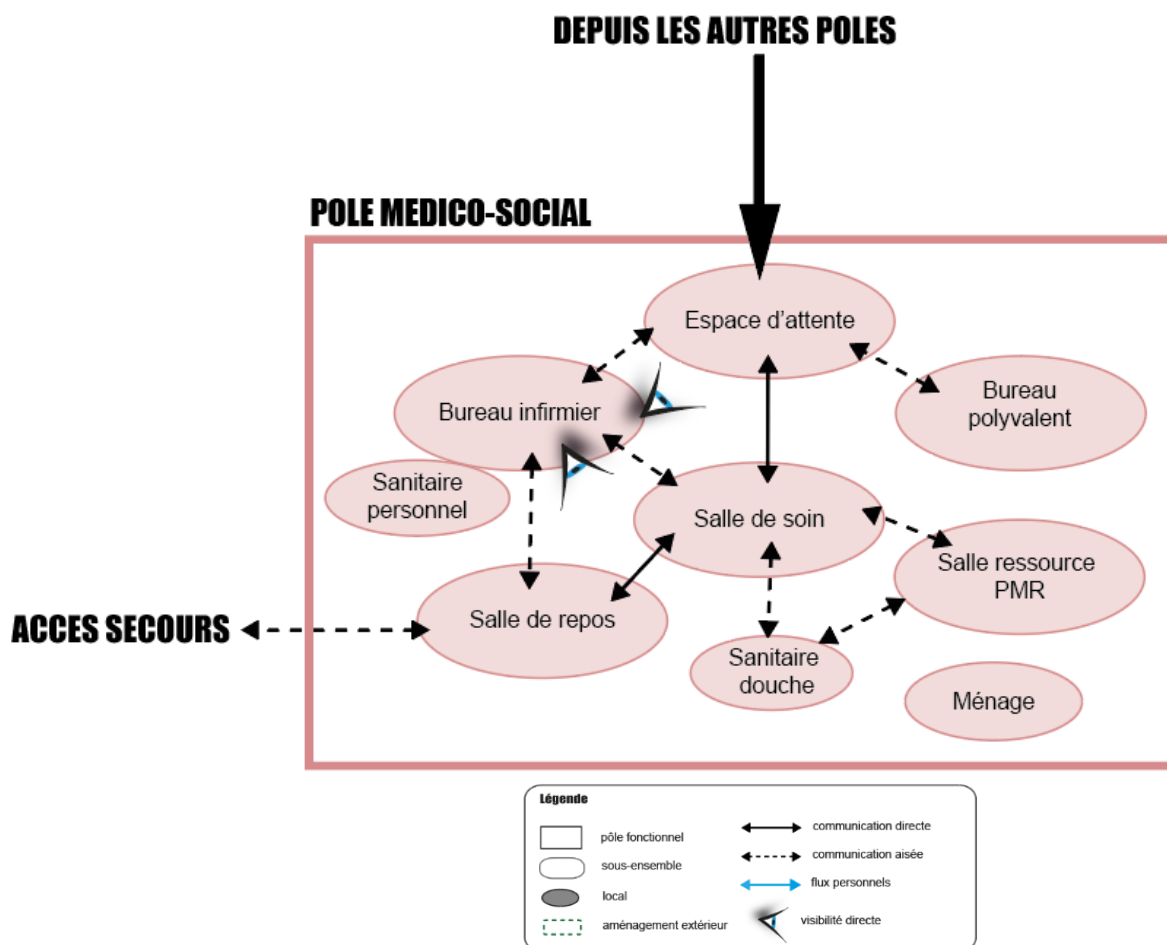 DEPUIS LES AUTRES POLES
POLE MEDICO-SOCIAL
Espace d'attente
Bureau infirmier
Bureau
polyvalent
Sanitaire
personnel
Salle de soin
Salle ressource
PMR
Salle de repos
ACCES SECOURS
Sanitaire
douche
Ménage
Légende
pôle fonctionnel
sous-ensemble
local
aménagement extérieur
communication directe
communication aisée
flux personnels
visibilité directe